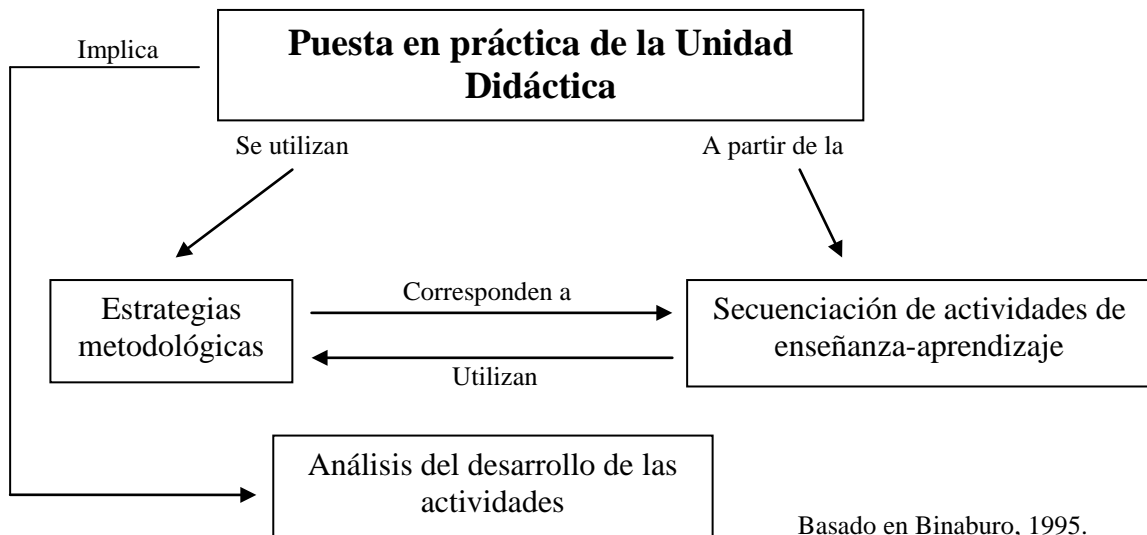 Implica
Puesta en práctica de la Unidad
Didáctica
Se utilizan
A partir de la
Estrategias
metodológicas
Corresponden a
Utilizan
Secuenciación de actividades de
enseñanza-aprendizaje
Análisis del desarrollo de las
actividades
Basado en Binaburo, 1995.